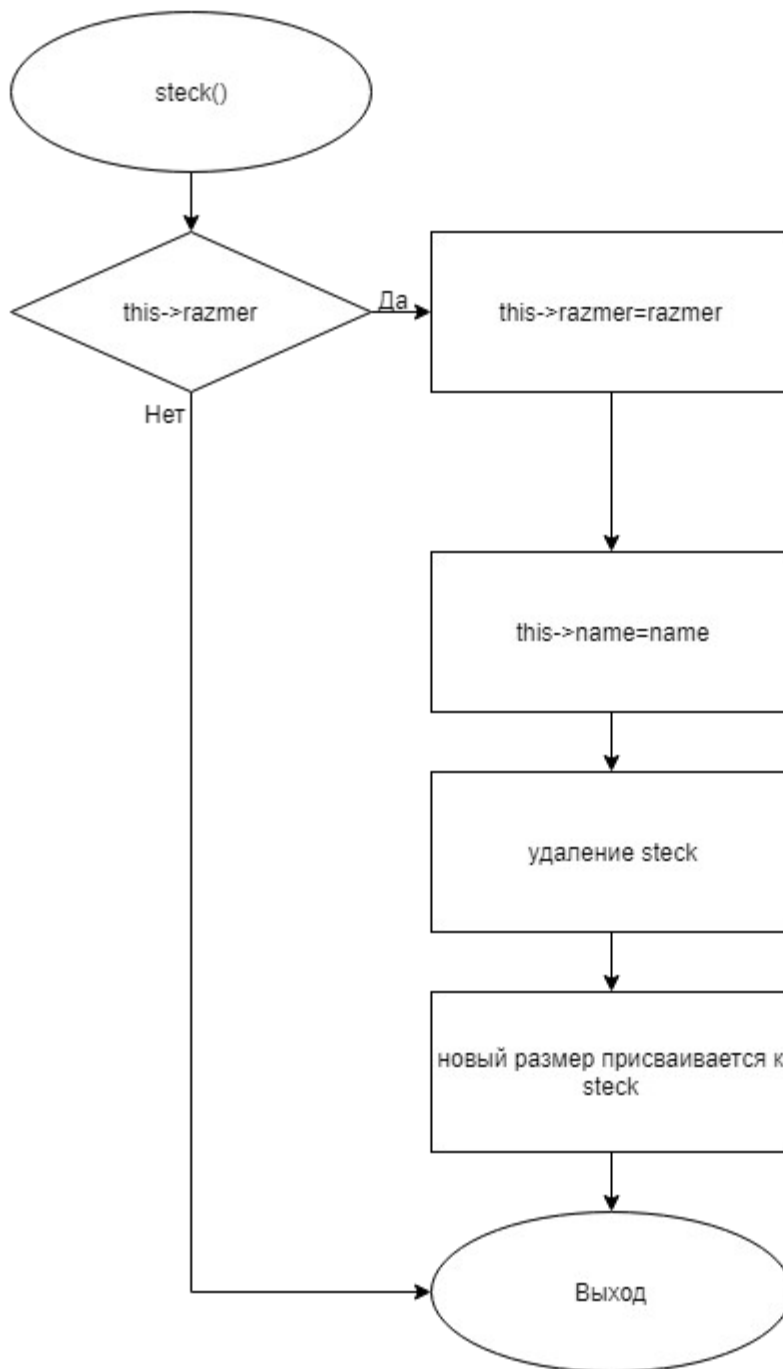 steck()
this->razmer
Да
this->razmer=razmer
Нет
this->name=name
удаление steck
новый размер присваивается к
steck
Выход